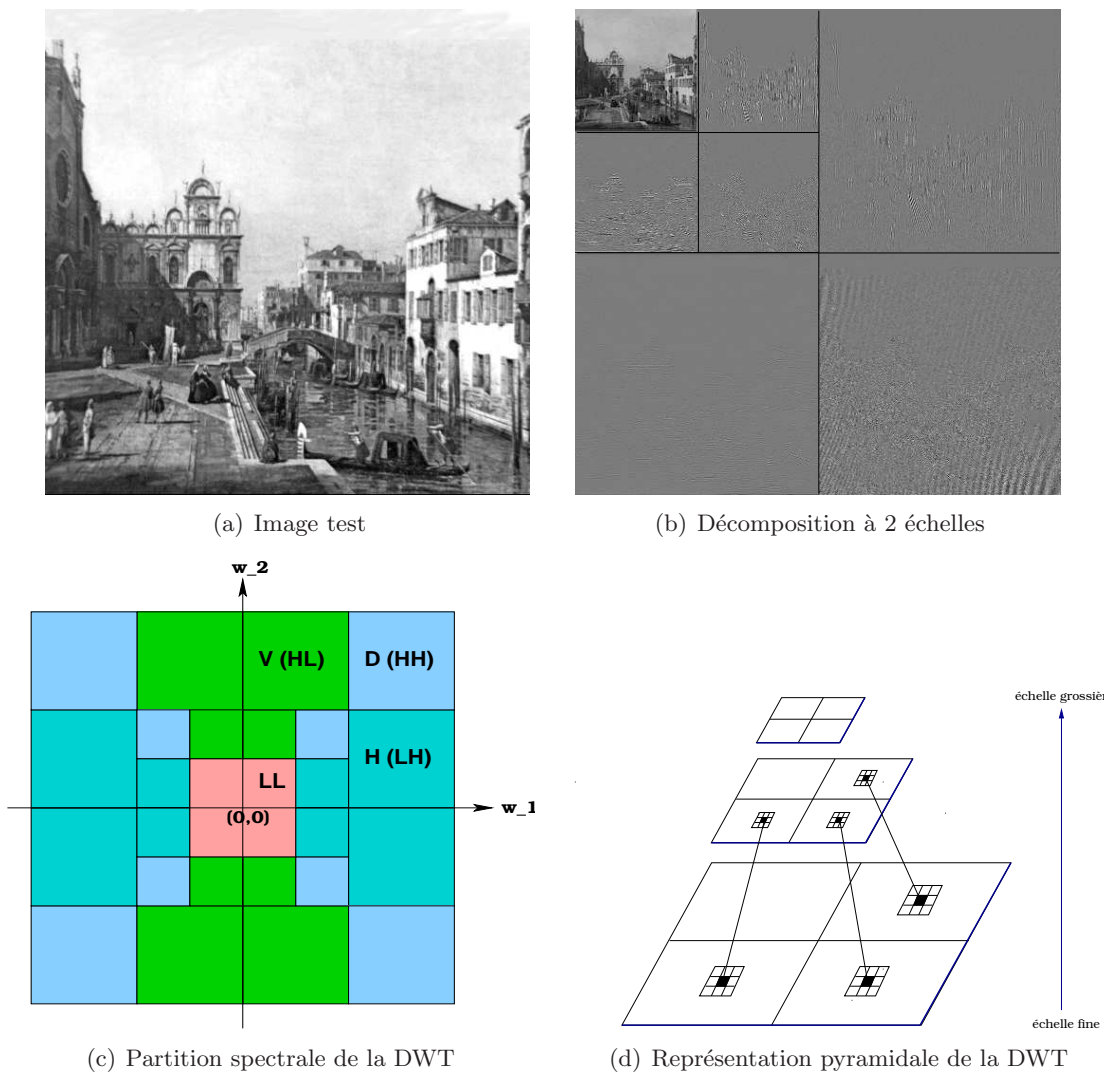 (a) Image test
(b) Décomposition à 2 échelles
w_2
V (HL)
D (HH)
H (LH)
LL
(0,0)
w_1
(c) Partition spectrale de la DWT
échelle grossièr
échelle fine
(d) Représentation pyramidale de la DWT